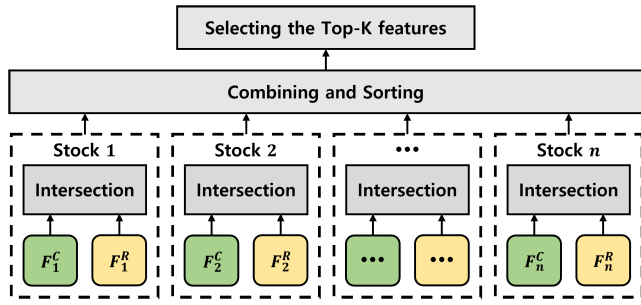 Selecting the Top-K features
Combining and Sorting
Stock 1 Stock 2 ••• Stock n
Intersection Intersection Intersection Intersection
F₁ᶜ F₁ᴿ F₂ᶜ F₂ᴿ ••• ••• Fₙᶜ Fₙᴿ